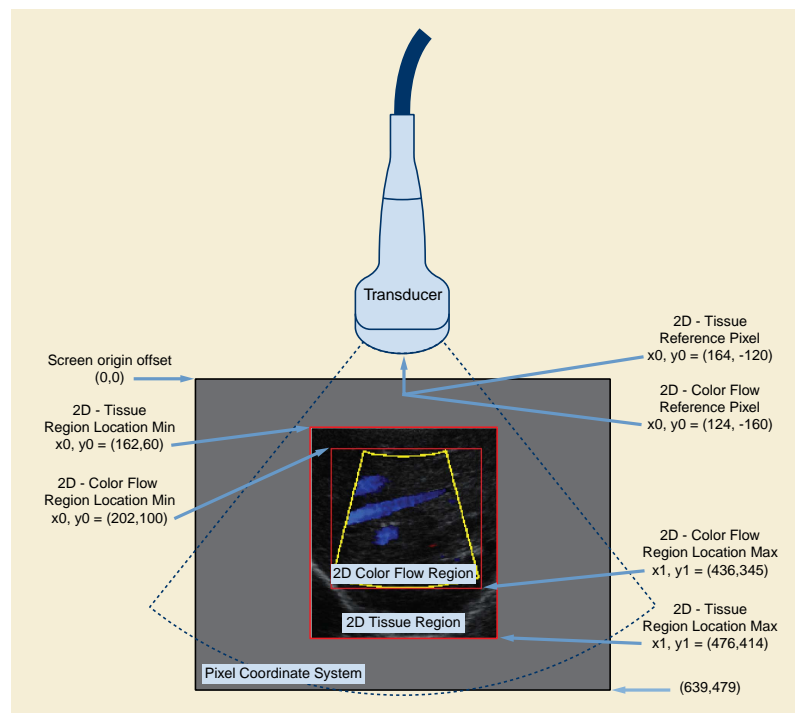 Transducer
2D - Tissue
Reference Pixel
x0, y0 = (164, -120)
Screen origin offset
(0,0)
2D - Color Flow
Reference Pixel
x0, y0 = (124, -160)
2D - Tissue
Region Location Min
x0, y0 = (162,60)
2D - Color Flow
Region Location Min
x0, y0 = (202,100)
2D - Color Flow
Region Location Max
x1, y1 = (436,345)
2D Color Flow Region
2D - Tissue
Region Location Max
x1, y1 = (476,414)
2D Tissue Region
Pixel Coordinate System
(639,479)